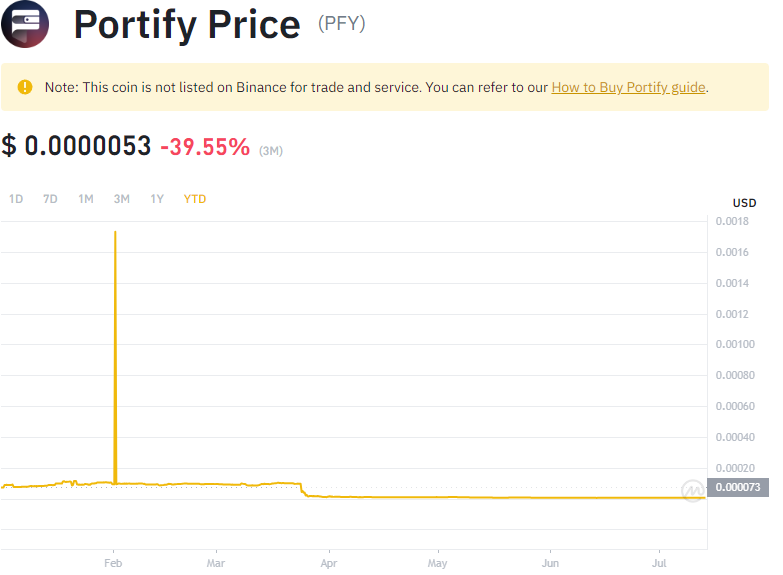 Portify Price (PFY)
Note: This coin is not listed on Binance for trade and service. You can refer to our How to Buy Portify guide.
$ 0.0000053 -39.55% (3M)
1D 7D 1M 3M 1Y YTD
USD
0.0018
0.0016
0.0014
0.0012
0.00100
0.00080
0.00060
0.00040
0.00020
0.000073
Feb Mar Apr May Jun Jul